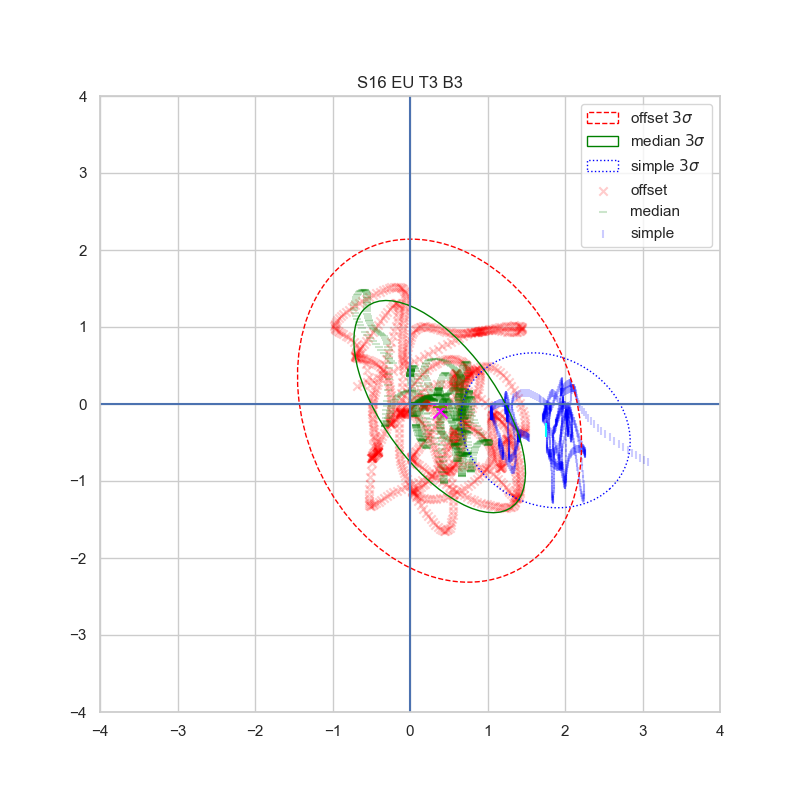 S16 EU T3 B3
offset 3σ
median 3σ
simple 3σ
offset
median
simple
4
3
2
1
0
−1
−2
−3
−4
−4 −3 −2 −1 0 1 2 3 4